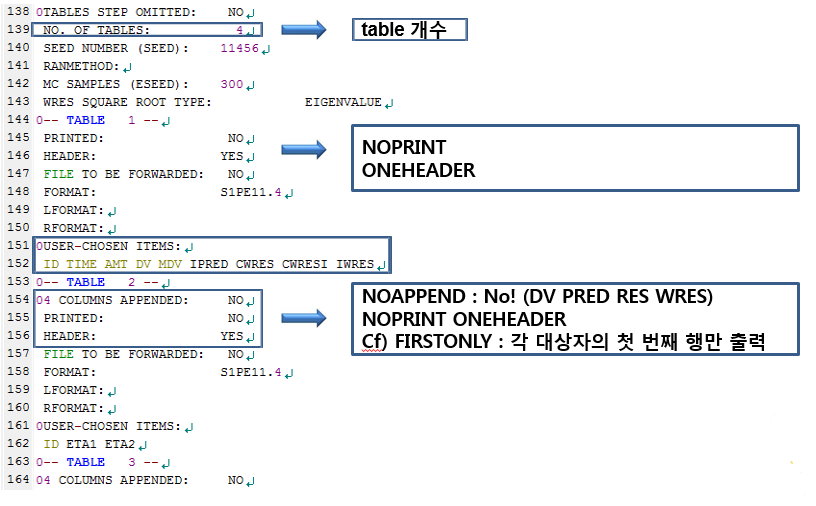 138 0TABLES STEP OMITTED:    NO
139  NO. OF TABLES:           4
table 개수
140  SEED NUMBER (SEED):    11456
141  RANMETHOD:
142  MC SAMPLES (ESEED):    300
143  WRES SQUARE ROOT TYPE:            EIGENVALUE
144 0-- TABLE   1 --
145  PRINTED:                NO
146  HEADER:                YES
NOPRINT
ONEHEADER
147  FILE TO BE FORWARDED:   NO
148  FORMAT:                S1PE11.4
149  LFORMAT:
150  RFORMAT:
151 0USER-CHOSEN ITEMS:
152  ID TIME AMT DV MDV IPRED CWRES CWRESI IWRES
153 0-- TABLE   2 --
154 04 COLUMNS APPENDED:     NO
155  PRINTED:                NO
156  HEADER:                YES
NOAPPEND : No! (DV PRED RES WRES)
NOPRINT ONEHEADER
Cf) FIRSTONLY : 각 대상자의 첫 번째 행만 출력
157  FILE TO BE FORWARDED:   NO
158  FORMAT:                S1PE11.4
159  LFORMAT:
160  RFORMAT:
161 0USER-CHOSEN ITEMS:
162  ID ETA1 ETA2
163 0-- TABLE   3 --
164 04 COLUMNS APPENDED:     NO